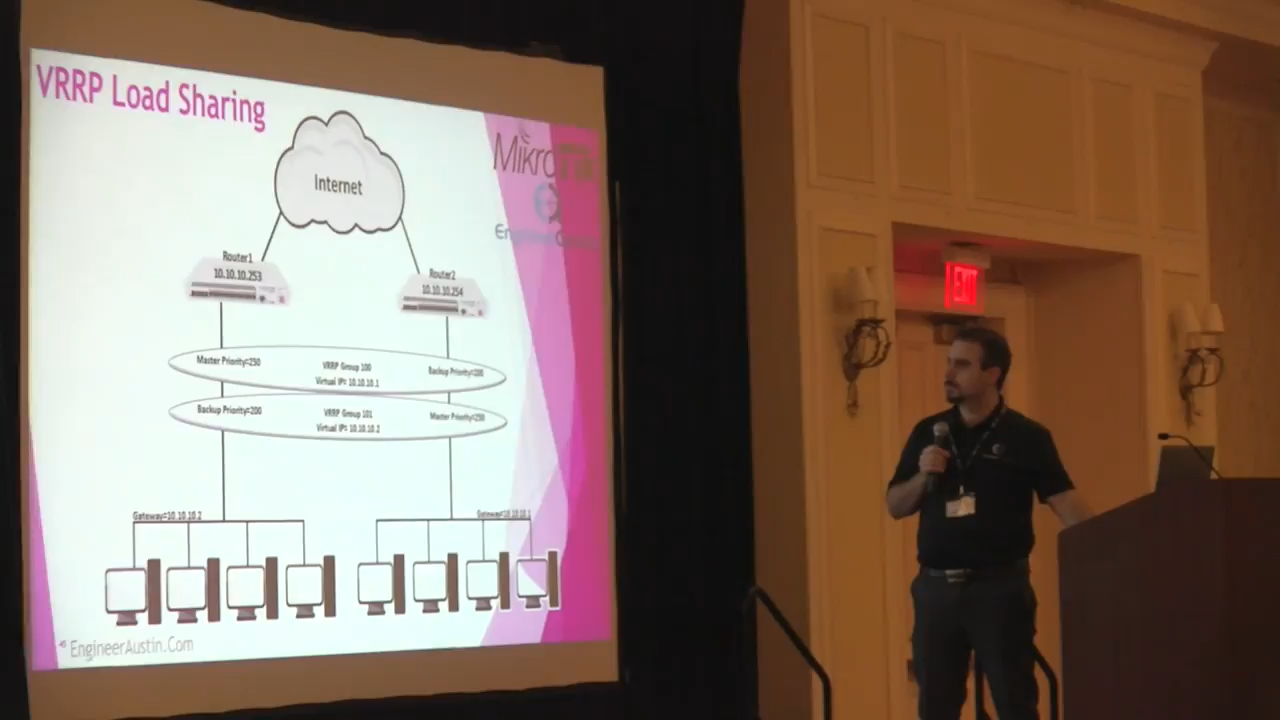 VRRP Load Sharing
Internet
Router1
10.10.10.253
Router2
10.10.10.254
Master Priority=250
VRRP Group 100
Virtual IP= 10.10.10.1
Backup Priority=200
Backup Priority=200
VRRP Group 101
Virtual IP= 10.10.10.2
Master Priority=250
Gateway=10.10.10.2
Gateway=10.10.10.1
EngineerAustin.Com
EXIT